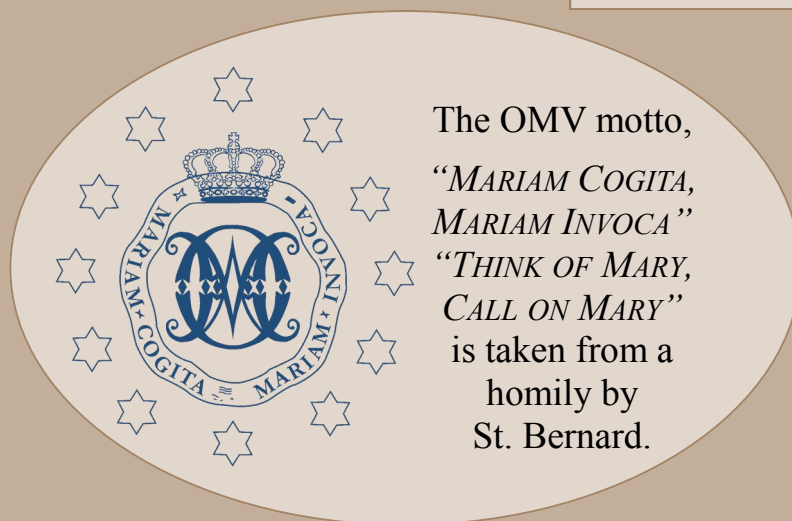 The OMV motto,
“MARIAM COGITA,
MARIAM INVOCA”
“THINK OF MARY,
CALL ON MARY”
is taken from a
homily by
St. Bernard.
MARIAM COGITA
MARIAM INVOCA